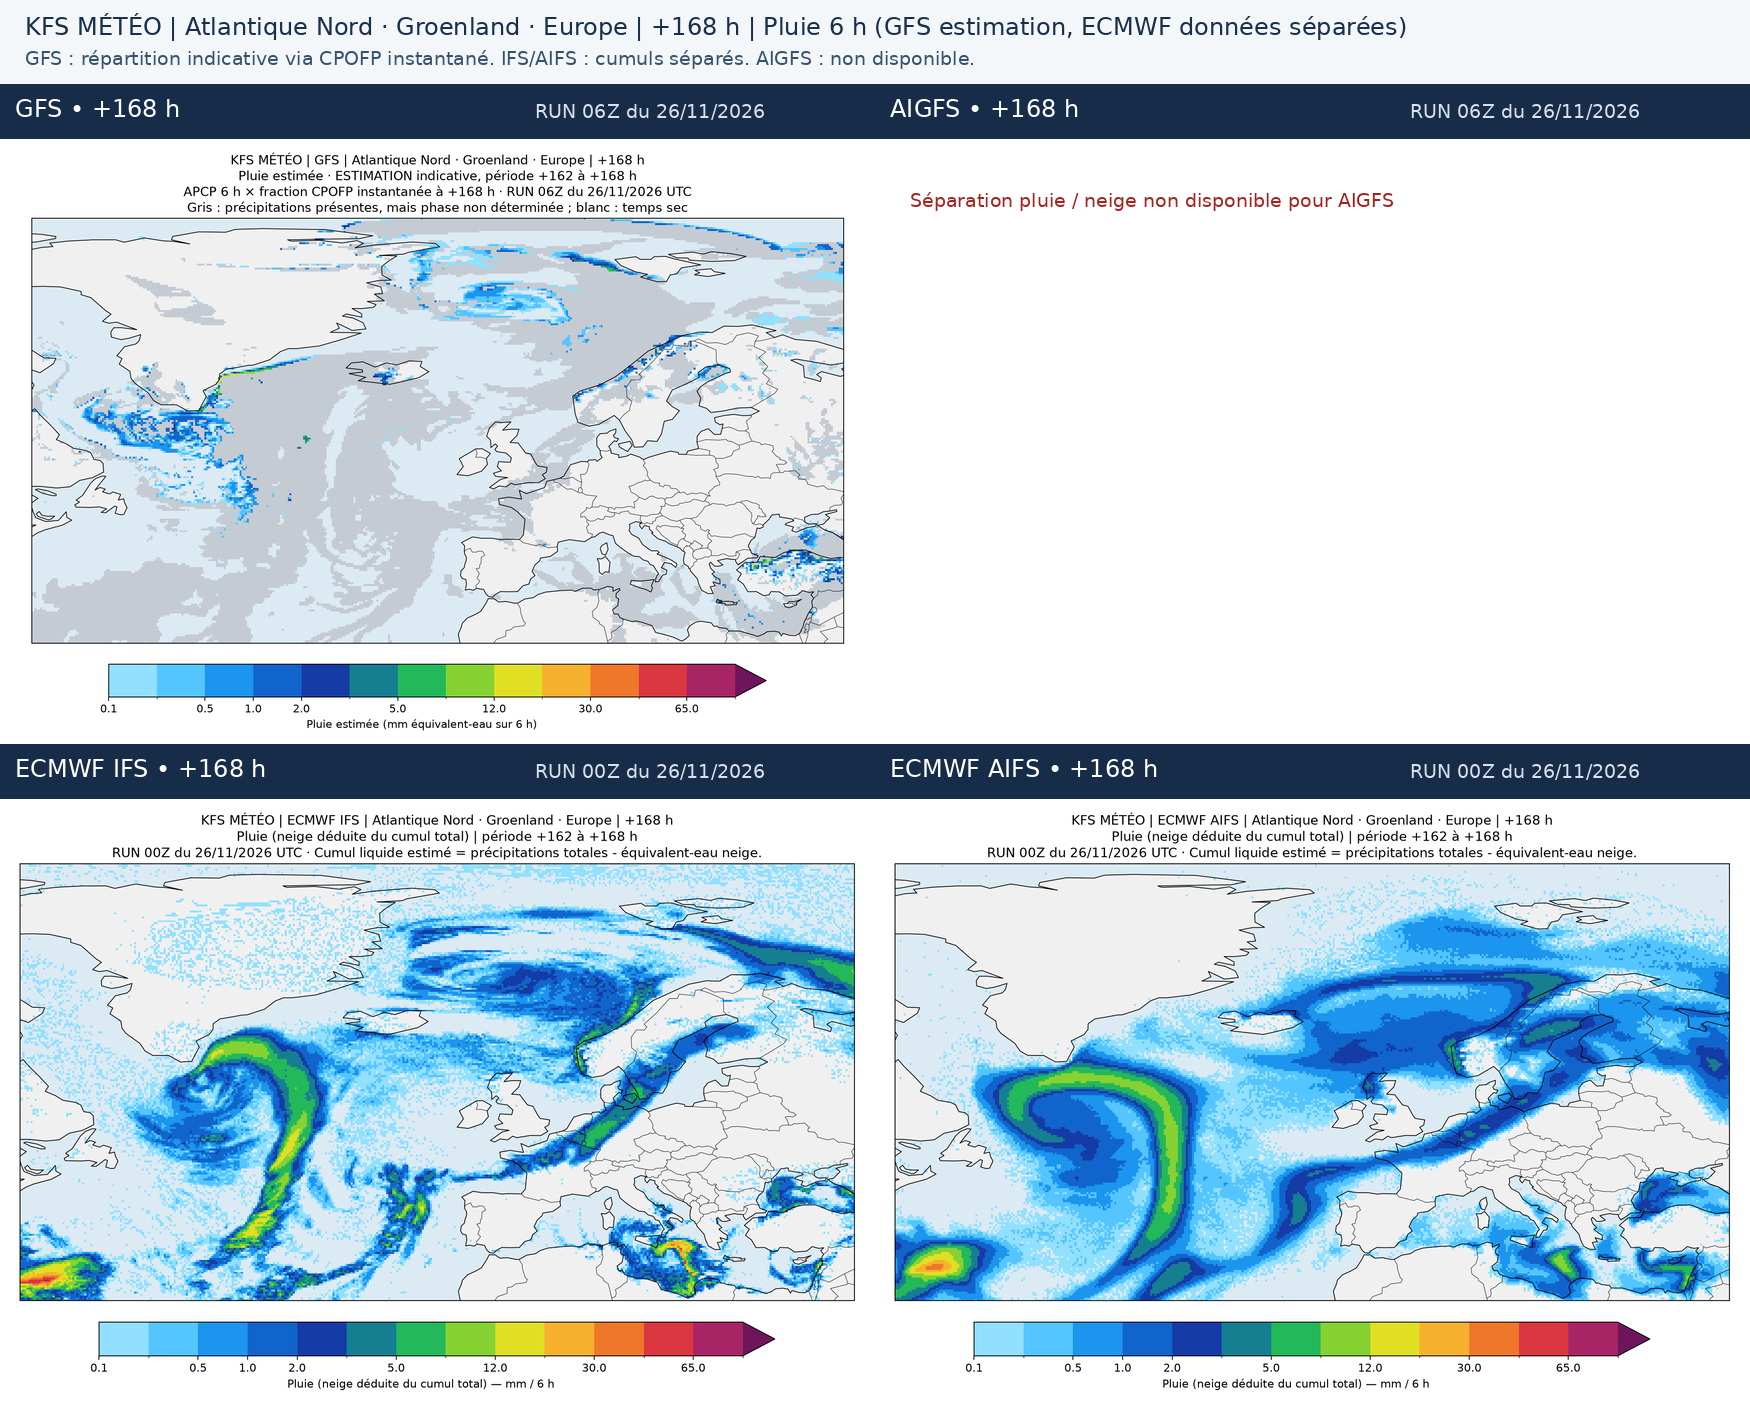 KFS MÉTÉO | Atlantique Nord · Groenland · Europe | +168 h | Pluie 6 h (GFS estimation, ECMWF données séparées)
GFS : répartition indicative via CPOFP instantané. IFS/AIFS : cumuls séparés. AIGFS : non disponible.
GFS • +168 h
RUN 06Z du 26/11/2026
AIGFS • +168 h
RUN 06Z du 26/11/2026
KFS MÉTÉO | GFS | Atlantique Nord · Groenland · Europe | +168 h
Pluie estimée · ESTIMATION indicative, période +162 à +168 h
APCP 6 h × fraction CPOFP instantanée à +168 h · RUN 06Z du 26/11/2026 UTC
Gris : précipitations présentes, mais phase non déterminée ; blanc : temps sec
Séparation pluie / neige non disponible pour AIGFS
0.1 0.5 1.0 2.0 5.0 12.0 30.0 65.0
Pluie estimée (mm équivalent-eau sur 6 h)
ECMWF IFS • +168 h
RUN 00Z du 26/11/2026
ECMWF AIFS • +168 h
RUN 00Z du 26/11/2026
KFS MÉTÉO | ECMWF IFS | Atlantique Nord · Groenland · Europe | +168 h
Pluie (neige déduite du cumul total) | période +162 à +168 h
RUN 00Z du 26/11/2026 UTC · Cumul liquide estimé = précipitations totales - équivalent-eau neige.
KFS MÉTÉO | ECMWF AIFS | Atlantique Nord · Groenland · Europe | +168 h
Pluie (neige déduite du cumul total) | période +162 à +168 h
RUN 00Z du 26/11/2026 UTC · Cumul liquide estimé = précipitations totales - équivalent-eau neige.
0.1 0.5 1.0 2.0 5.0 12.0 30.0 65.0
Pluie (neige déduite du cumul total) — mm / 6 h
0.1 0.5 1.0 2.0 5.0 12.0 30.0 65.0
Pluie (neige déduite du cumul total) — mm / 6 h